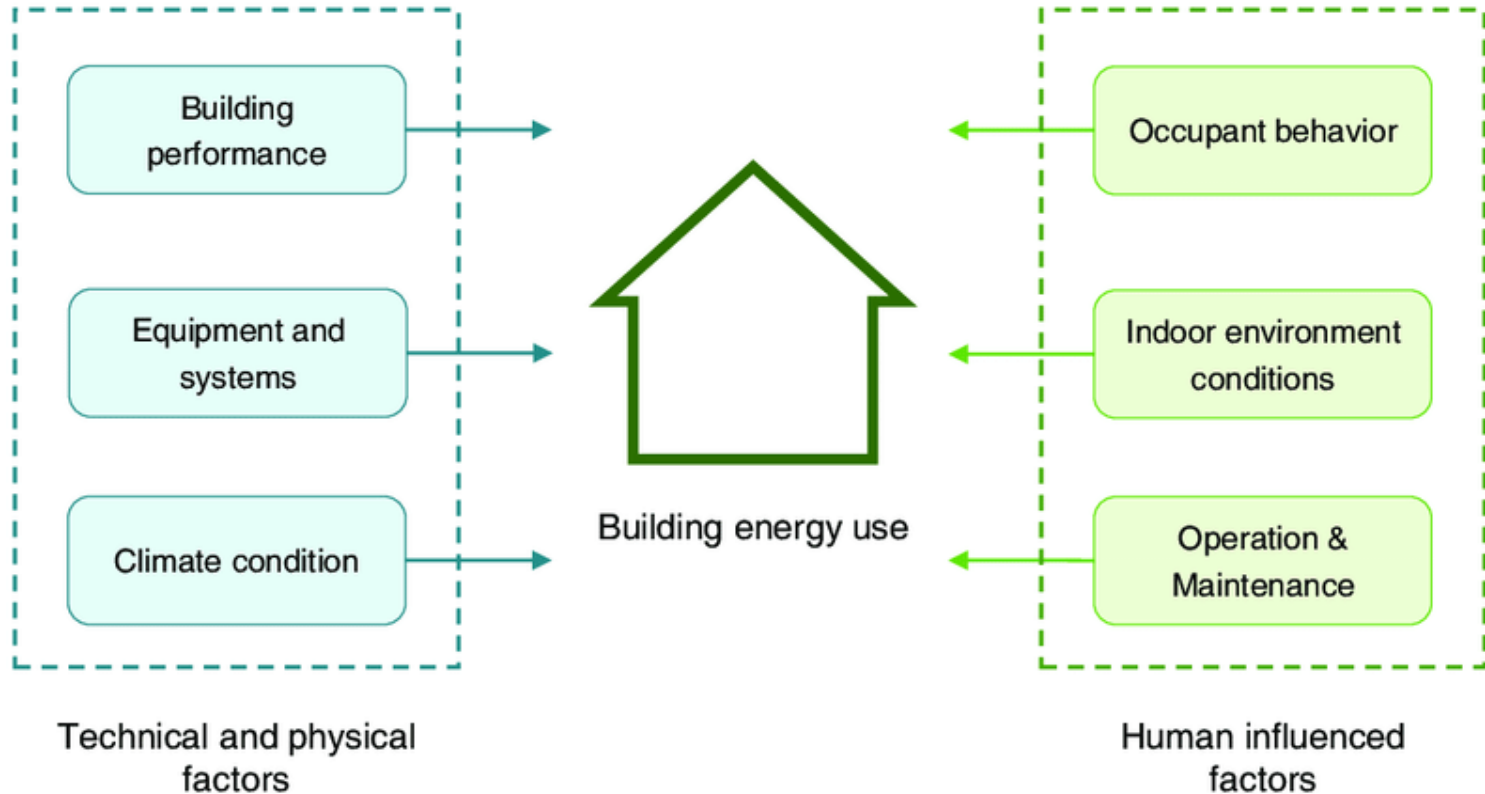 Building
performance
Equipment and
systems
Climate condition
Technical and physical
factors
Building energy use
Occupant behavior
Indoor environment
conditions
Operation &
Maintenance
Human influenced
factors